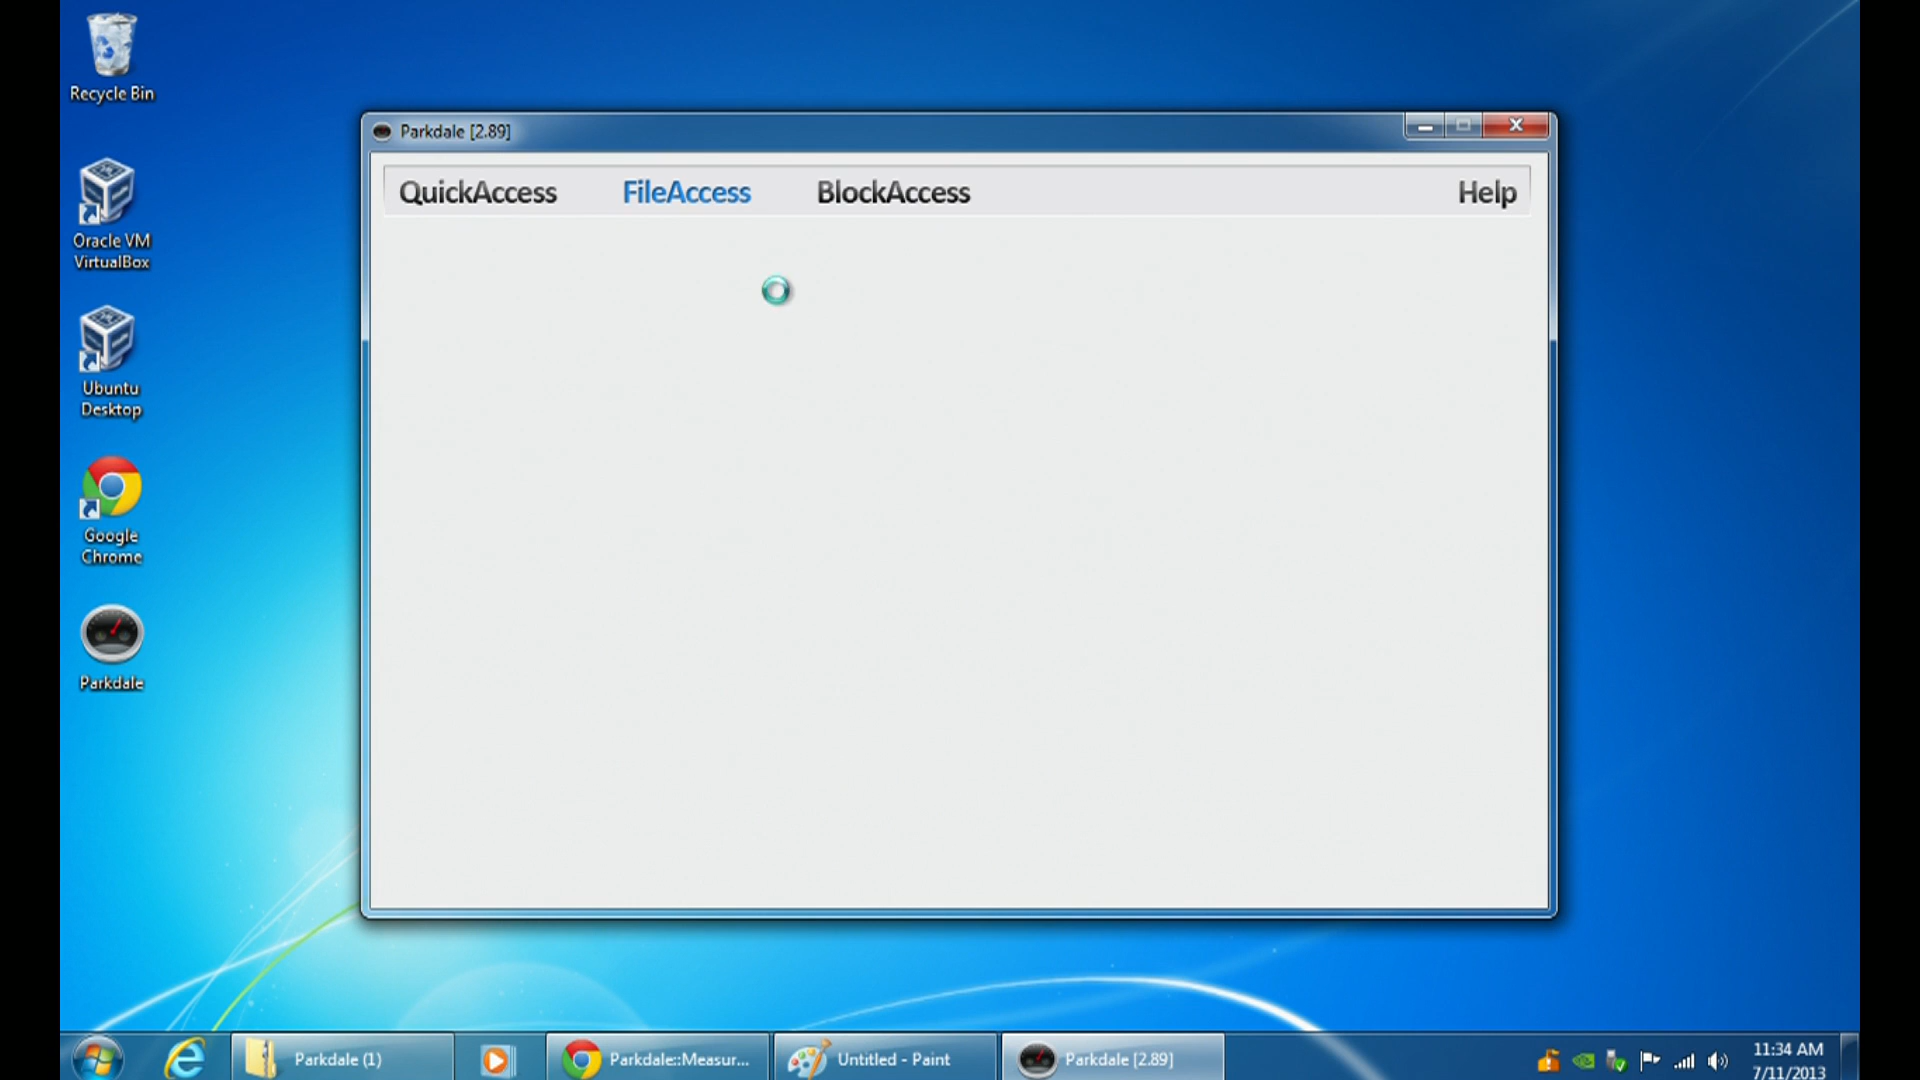 Recycle Bin
Oracle VM
VirtualBox
Ubuntu
Desktop
Google
Chrome
Parkdale
Parkdale [2.89]
QuickAccess
FileAccess
BlockAccess
Help
Parkdale (1)
Parkdale::Measur...
Untitled - Paint
Parkdale [2.89]
11:34 AM
7/11/2013